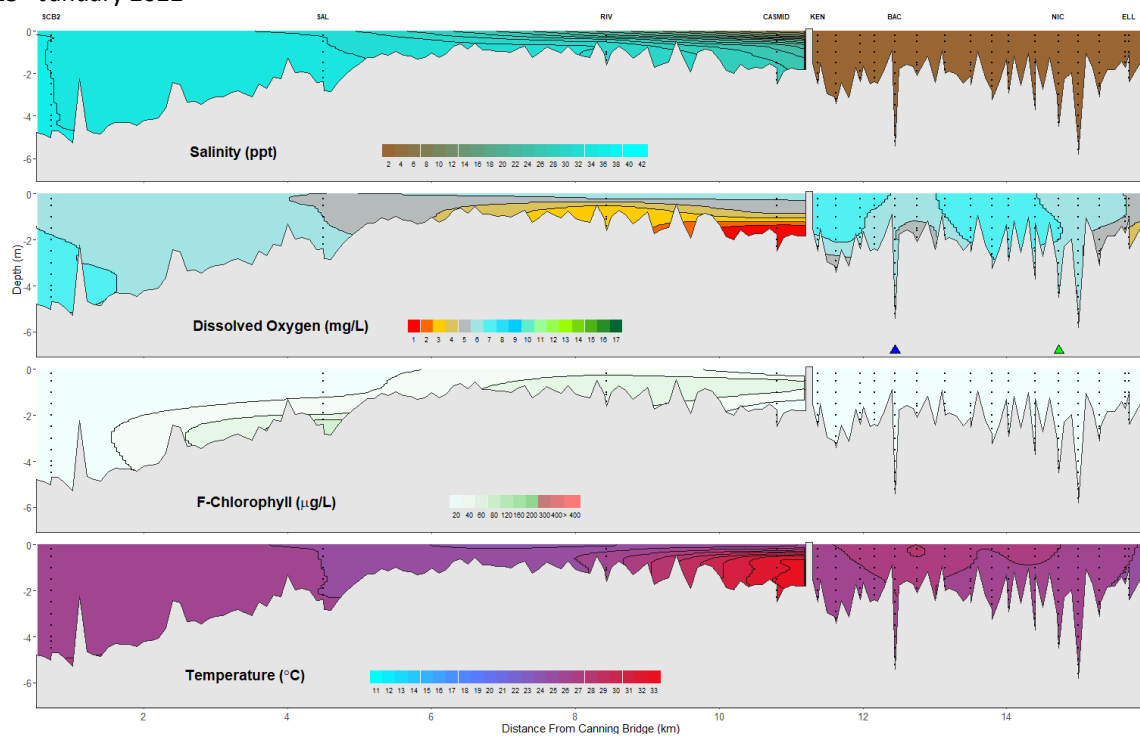 January 2022
SCB2 SAL RIV CASMID KEN BAC NIC ELL
0
-2
-4
-6
Salinity (ppt)
2 4 6 8 10 12 14 16 18 20 22 24 26 28 30 32 34 36 38 40 42
0
-2
-4
-6
Depth (m)
Dissolved Oxygen (mg/L)
1 2 3 4 5 6 7 8 9 10 11 12 13 14 15 16 17
0
-2
-4
-6
F-Chlorophyll (μg/L)
20 40 60 80 120 160 200 300 400 > 400
0
-2
-4
-6
Temperature (°C)
11 12 13 14 15 16 17 18 19 20 21 22 23 24 25 26 27 28 29 30 31 32 33
2 4 6 8 10 12 14
Distance From Canning Bridge (km)